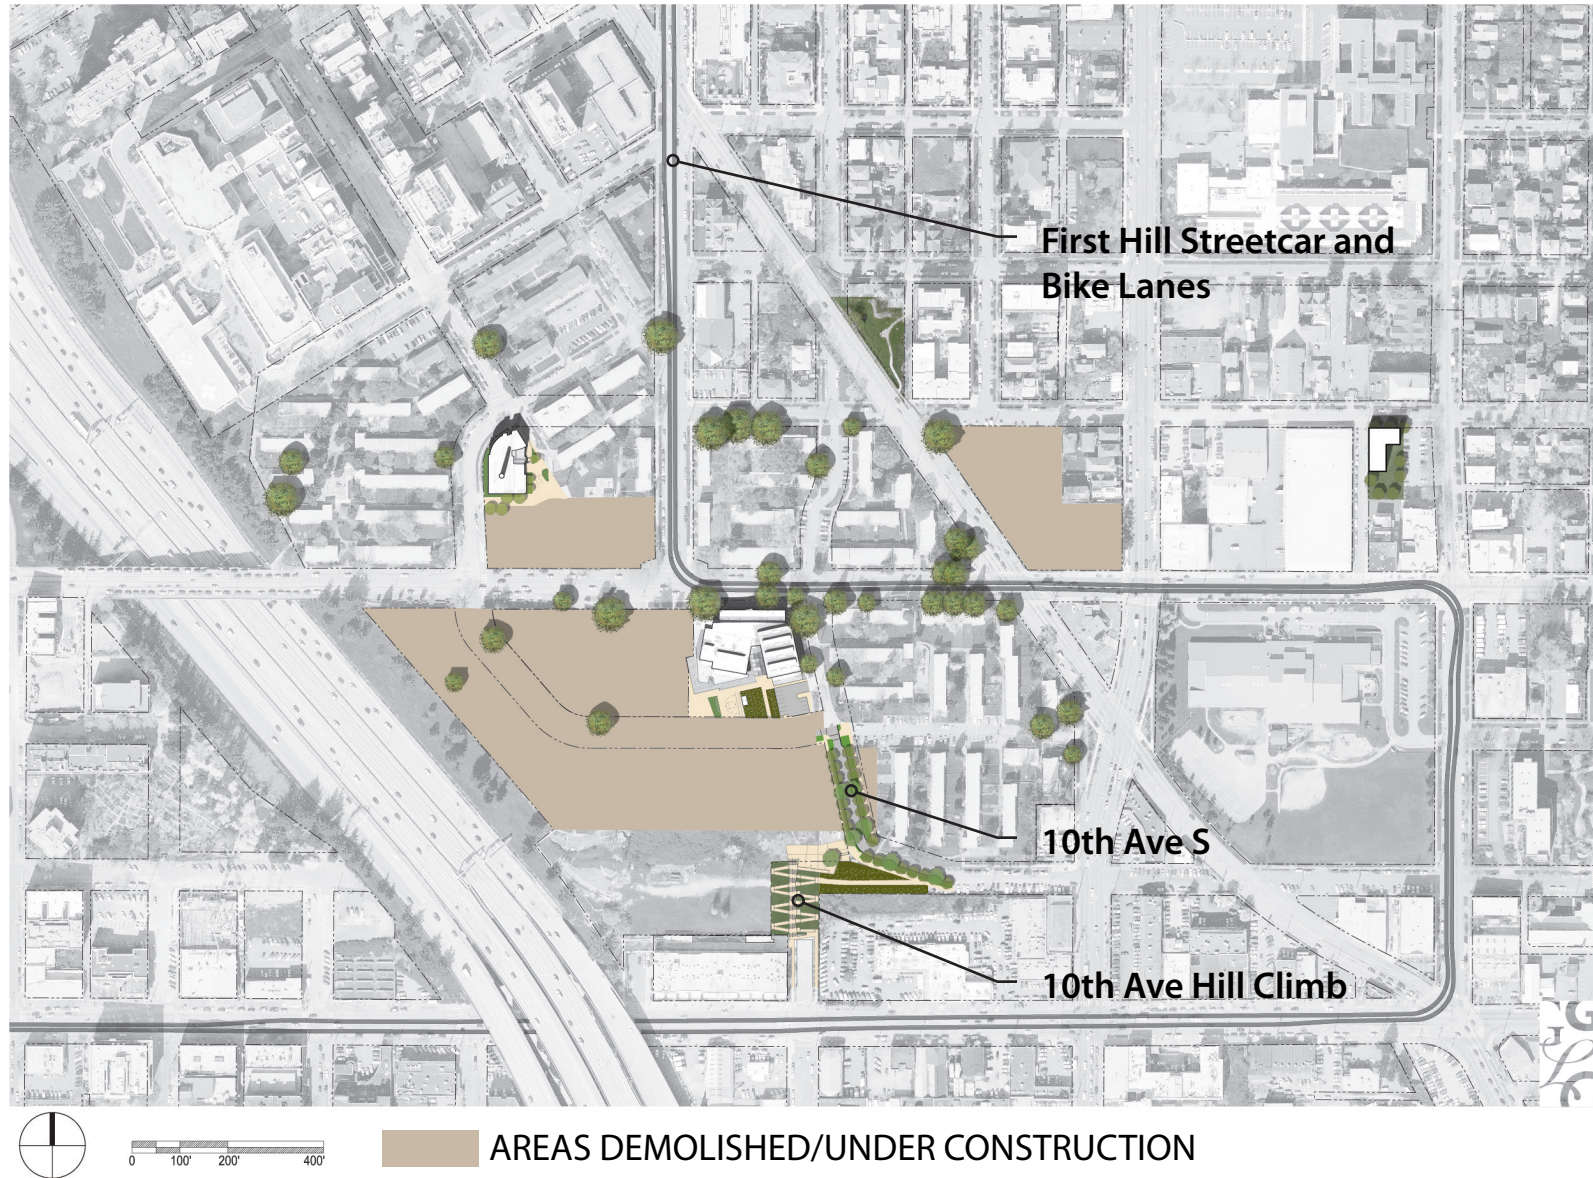 First Hill Streetcar and
Bike Lanes
10th Ave S
10th Ave Hill Climb
0 100' 200' 400'
AREAS DEMOLISHED/UNDER CONSTRUCTION